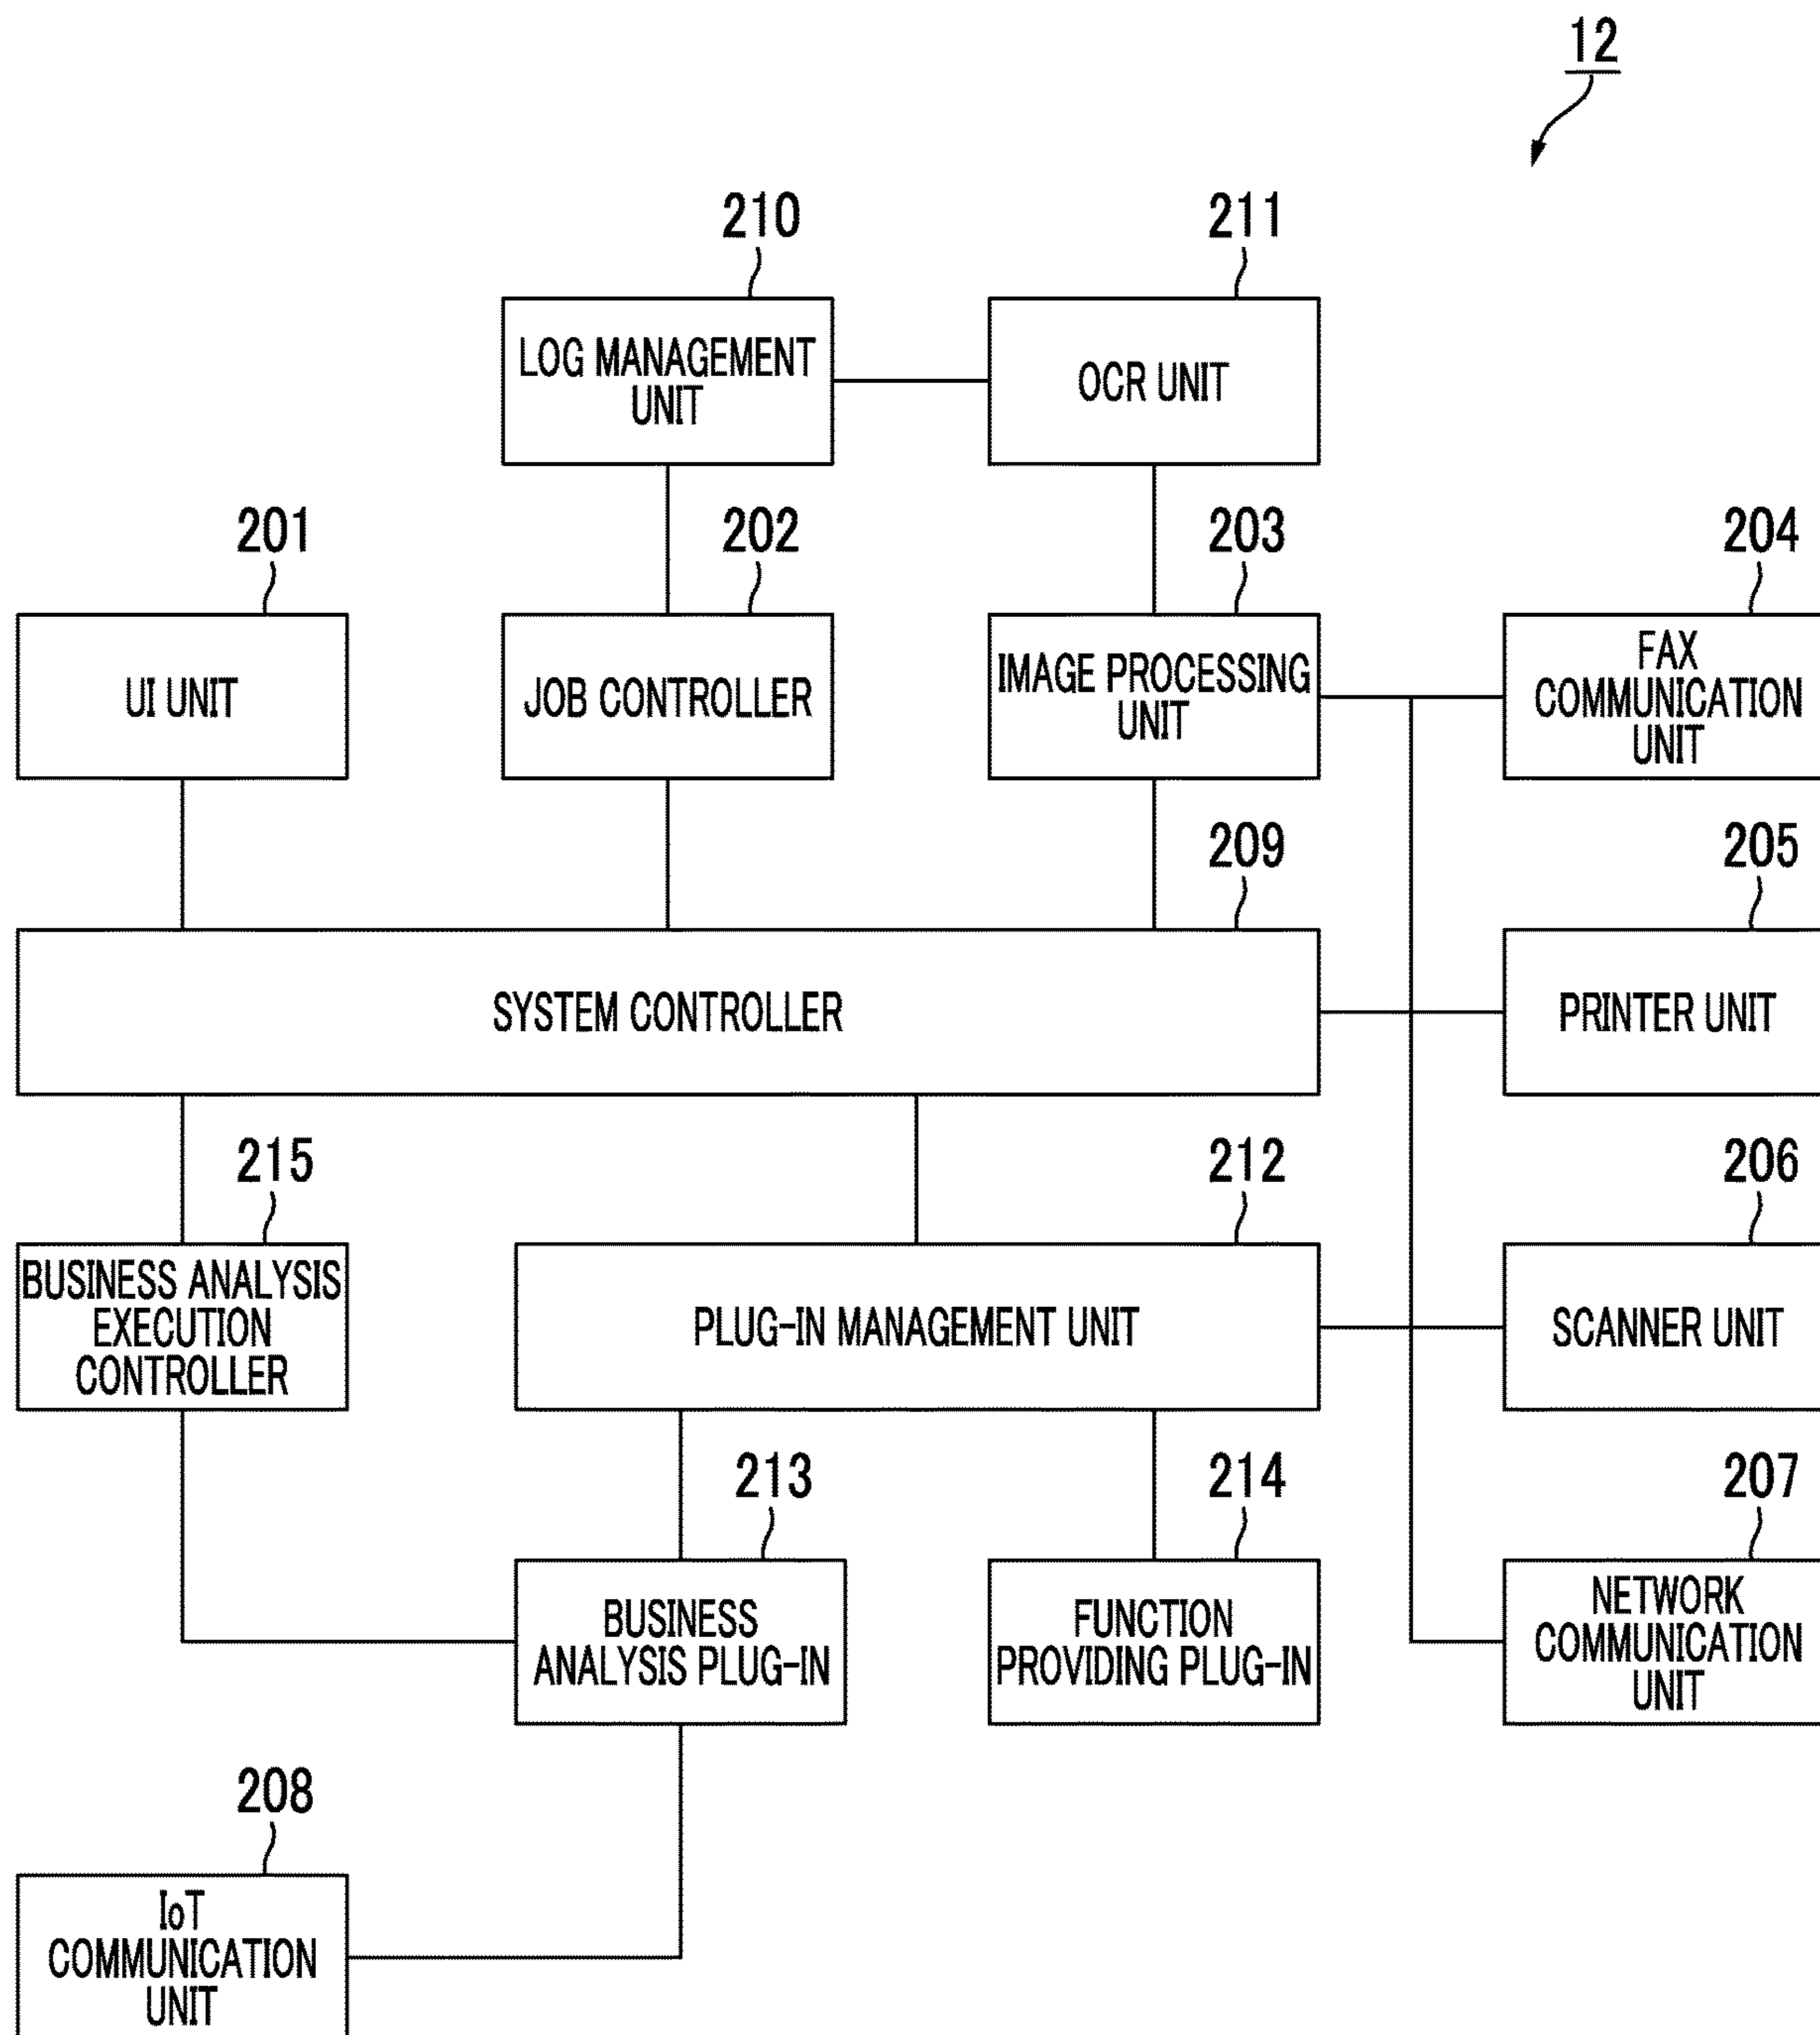 12
210
211
LOG MANAGEMENT
UNIT
OCR UNIT
201
202
203
204
UI UNIT
JOB CONTROLLER
IMAGE PROCESSING
UNIT
FAX
COMMUNICATION
UNIT
209
205
SYSTEM CONTROLLER
PRINTER UNIT
215
212
206
BUSINESS ANALYSIS
EXECUTION
CONTROLLER
PLUG-IN MANAGEMENT UNIT
SCANNER UNIT
213
214
207
BUSINESS
ANALYSIS PLUG-IN
FUNCTION
PROVIDING PLUG-IN
NETWORK
COMMUNICATION
UNIT
208
IoT
COMMUNICATION
UNIT